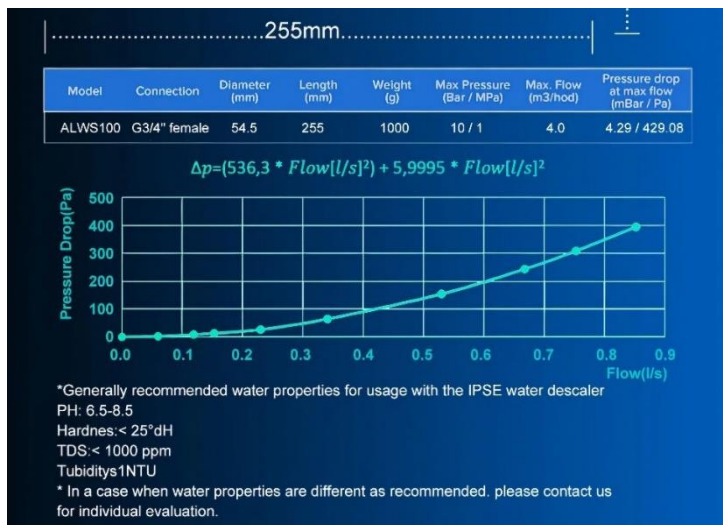 255mm
Model Connection Diameter (mm) Length (mm) Weight (g) Max Pressure (Bar / MPa) Max. Flow (m3/hod) Pressure drop at max flow (mBar / Pa)
ALWS100 G3/4" female 54.5 255 1000 10 / 1 4.0 4.29 / 429.08
Δp=(536,3 * Flow[l/s]²) + 5,9995 * Flow[l/s]²
Pressure Drop(Pa)
500
400
300
200
100
0
0.0 0.1 0.2 0.3 0.4 0.5 0.6 0.7 0.8 0.9
Flow(l/s)
*Generally recommended water properties for usage with the IPSE water descaler
PH: 6.5-8.5
Hardnes:< 25°dH
TDS:< 1000 ppm
Tubiditys1NTU
* In a case when water properties are different as recommended. please contact us
for individual evaluation.